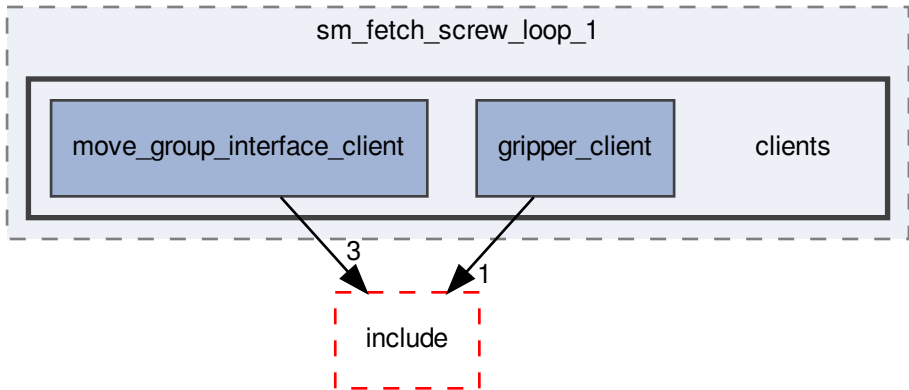 sm_fetch_screw_loop_1
move_group_interface_client
gripper_client
clients
3
1
include